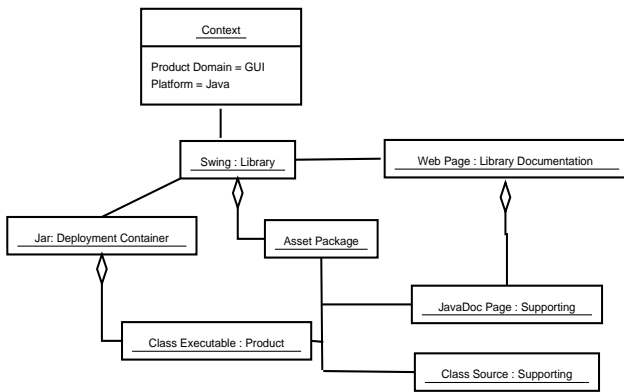 Context
Product Domain = GUI
Platform = Java
Swing : Library
Web Page : Library Documentation
Jar: Deployment Container
Asset Package
JavaDoc Page : Supporting
Class Executable : Product
Class Source : Supporting